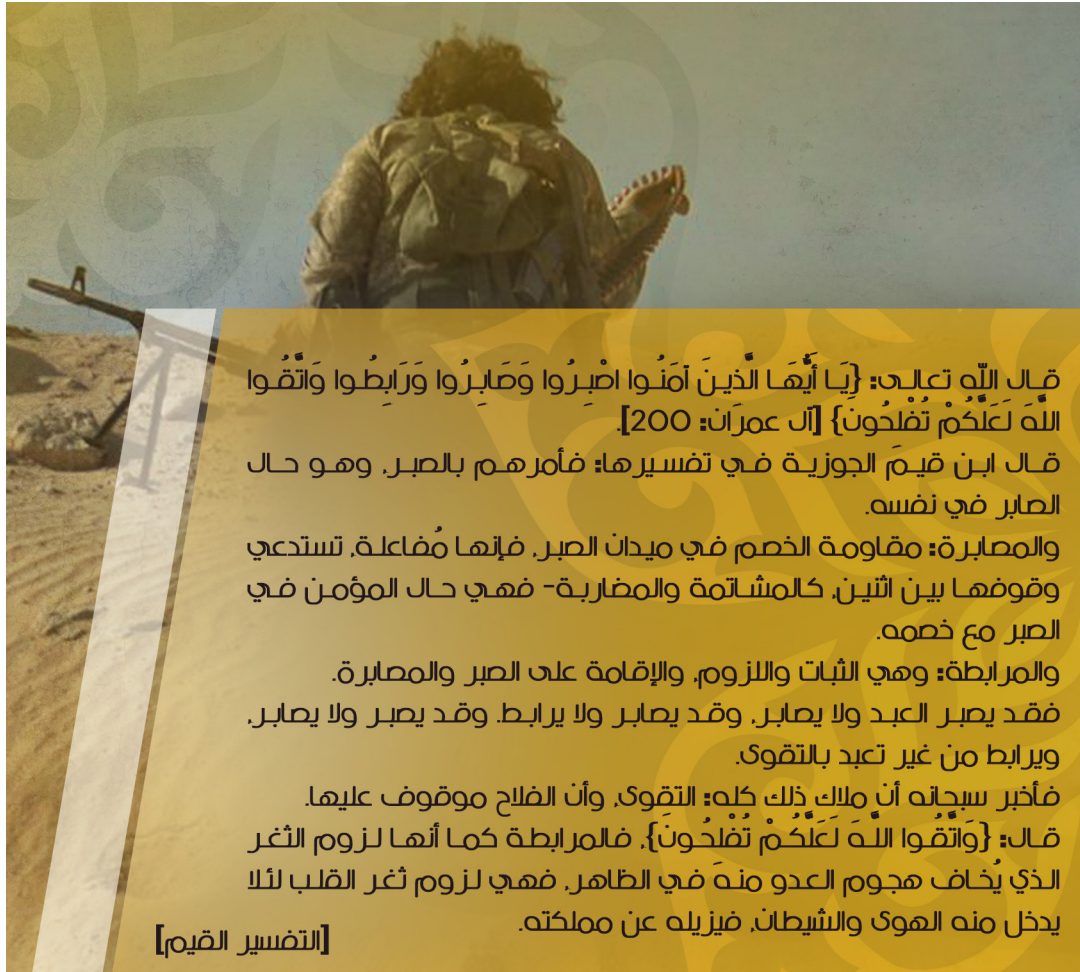 قال الله تعالى: {يَا أَيُّهَا الَّذِينَ آمَنُوا اصْبِرُوا وَصَابِرُوا وَرَابِطُوا وَاتَّقُوا
اللَّهَ لَعَلَّكُمْ تُفْلِحُونَ} [آل عمران: 200].
قال ابن قيم الجوزية في تفسيرها: فأمرهم بالصبر، وهو حال
الصابر في نفسه.
والمصابرة: مقاومة الخصم في ميدان الصبر، فإنها مُفاعلة، تستدعي
وقوفها بين اثنين، كالمشاتمة والمضاربة- فهي حال المؤمن في
الصبر مع خصمه.
والمرابطة: وهي الثبات واللزوم، والإقامة على الصبر والمصابرة.
فقد يصبر العبد ولا يصابر، وقد يصابر ولا يرابط. وقد يصبر ولا يصابر،
ويرابط من غير تعبد بالتقوى.
فأخبر سبحانه أن ملاك ذلك كله: التقوى، وأن الفلاح موقوف عليها.
قال: {وَاتَّقُوا اللَّهَ لَعَلَّكُمْ تُفْلِحُونَ}، فالمرابطة كما أنها لزوم الثغر
الذي يُخاف هجوم العدو منه في الظاهر، فهي لزوم ثغر القلب لئلا
يدخل منه الهوى والشيطان، فيزيله عن مملكته.
[التفسير القيم]